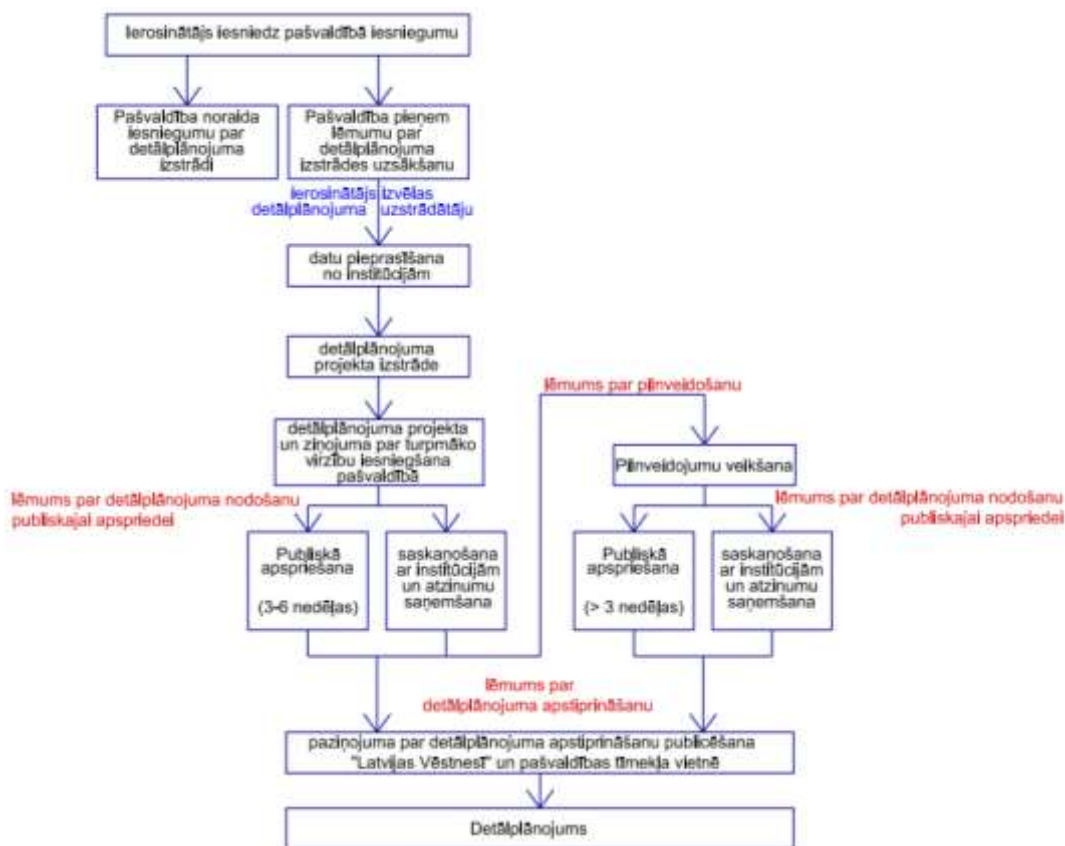 Ierosinātājs iesniedz pašvaldībā iesniegumu
Pašvaldība noraida
iesniegumu par
detālplānojuma
izstrādi
Pašvaldība pieņem
lēmumu par
detālplānojuma
izstrādes uzsākšanu
Ierosinātājs izvēlas
detālplānojuma uzstrādātāju
datu pieprasīšana
no institūcijām
detālplānojuma
projekta izstrāde
lēmums par pilnveidošanu
detālplānojuma projekta
un ziņojuma par turpmāko
virzību iesniegšana
pašvaldībā
Pilnveidojumu veikšana
lēmums par detālplānojuma nodošanu
publiskajai apspriedei
lēmums par detālplānojuma nodošanu
publiskajai apspriedei
Publiskā
apspriešana
(3-6 nedēļas)
saskaņošana
ar institūcijām
un atzinumu
saņemšana
Publiskā
apspriešana
(> 3 nedēļas)
saskaņošana
ar institūcijām
un atzinumu
saņemšana
lēmums par
detālplānojuma apstiprināšanu
paziņojuma par detālplānojuma apstiprināšanu publicēšana
"Latvijas Vēstnesī" un pašvaldības tīmekļa vietnē
Detālplānojums